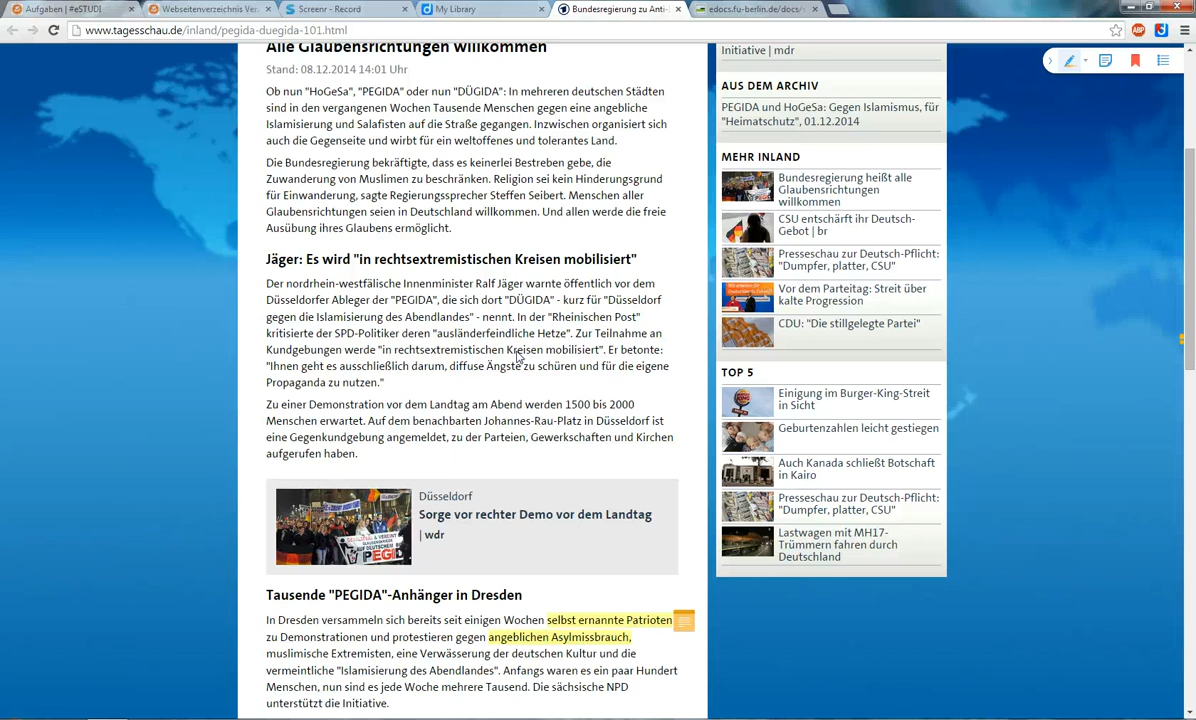 Aufgaben | #eSTUDI
Webseitenverzeichnis Ver
Screenr - Record
My Library
Bundesregierung zu Anti-
edocs.fu-berlin.de/docs/s
www.tagesschau.de/inland/pegida-duegida-101.html
Alle Glaubensrichtungen willkommen
Stand: 08.12.2014 14:01 Uhr
Ob nun "HoGeSa", "PEGIDA" oder nun "DÜGIDA": In mehreren deutschen Städten
sind in den vergangenen Wochen Tausende Menschen gegen eine angebliche
Islamisierung und Salafisten auf die Straße gegangen. Inzwischen organisiert sich
auch die Gegenseite und wirbt für ein weltoffenes und tolerantes Land.
Die Bundesregierung bekräftigte, dass es keinerlei Bestreben gebe, die
Zuwanderung von Muslimen zu beschränken. Religion sei kein Hinderungsgrund
für Einwanderung, sagte Regierungssprecher Steffen Seibert. Menschen aller
Glaubensrichtungen seien in Deutschland willkommen. Und allen werde die freie
Ausübung ihres Glaubens ermöglicht.
Jäger: Es wird "in rechtsextremistischen Kreisen mobilisiert"
Der nordrhein-westfälische Innenminister Ralf Jäger warnte öffentlich vor dem
Düsseldorfer Ableger der "PEGIDA", die sich dort "DÜGIDA" - kurz für "Düsseldorf
gegen die Islamisierung des Abendlandes" - nennt. In der "Rheinischen Post"
kritisierte der SPD-Politiker deren "ausländerfeindliche Hetze". Zur Teilnahme an
Kundgebungen werde "in rechtsextremistischen Kreisen mobilisiert". Er betonte:
"Ihnen geht es ausschließlich darum, diffuse Ängste zu schüren und für die eigene
Propaganda zu nutzen."
Zu einer Demonstration vor dem Landtag am Abend werden 1500 bis 2000
Menschen erwartet. Auf dem benachbarten Johannes-Rau-Platz in Düsseldorf ist
eine Gegenkundgebung angemeldet, zu der Parteien, Gewerkschaften und Kirchen
aufgerufen haben.
Düsseldorf
Sorge vor rechter Demo vor dem Landtag
| wdr
PEGI
Tausende "PEGIDA"-Anhänger in Dresden
In Dresden versammeln sich bereits seit einigen Wochen selbst ernannte Patrioten
zu Demonstrationen und protestieren gegen angeblichen Asylmissbrauch,
muslimische Extremisten, eine Verwässerung der deutschen Kultur und die
vermeintliche "Islamisierung des Abendlandes". Anfangs waren es ein paar Hundert
Menschen, nun sind es jede Woche mehrere Tausend. Die sächsische NPD
unterstützt die Initiative.
Initiative | mdr
AUS DEM ARCHIV
PEGIDA und HoGeSa: Gegen Islamismus, für
"Heimatschutz", 01.12.2014
MEHR INLAND
Bundesregierung heißt alle
Glaubensrichtungen
willkommen
CSU entschärft ihr Deutsch-
Gebot | br
Presseschau zur Deutsch-Pflicht:
"Dumpfer, platter, CSU"
Vor dem Parteitag: Streit über
kalte Progression
CDU: "Die stillgelegte Partei"
TOP 5
Einigung im Burger-King-Streit
in Sicht
Geburtenzahlen leicht gestiegen
Auch Kanada schließt Botschaft
in Kairo
Presseschau zur Deutsch-Pflicht:
"Dumpfer, platter, CSU"
Lastwagen mit MH17-
Trümmern fahren durch
Deutschland
ABP